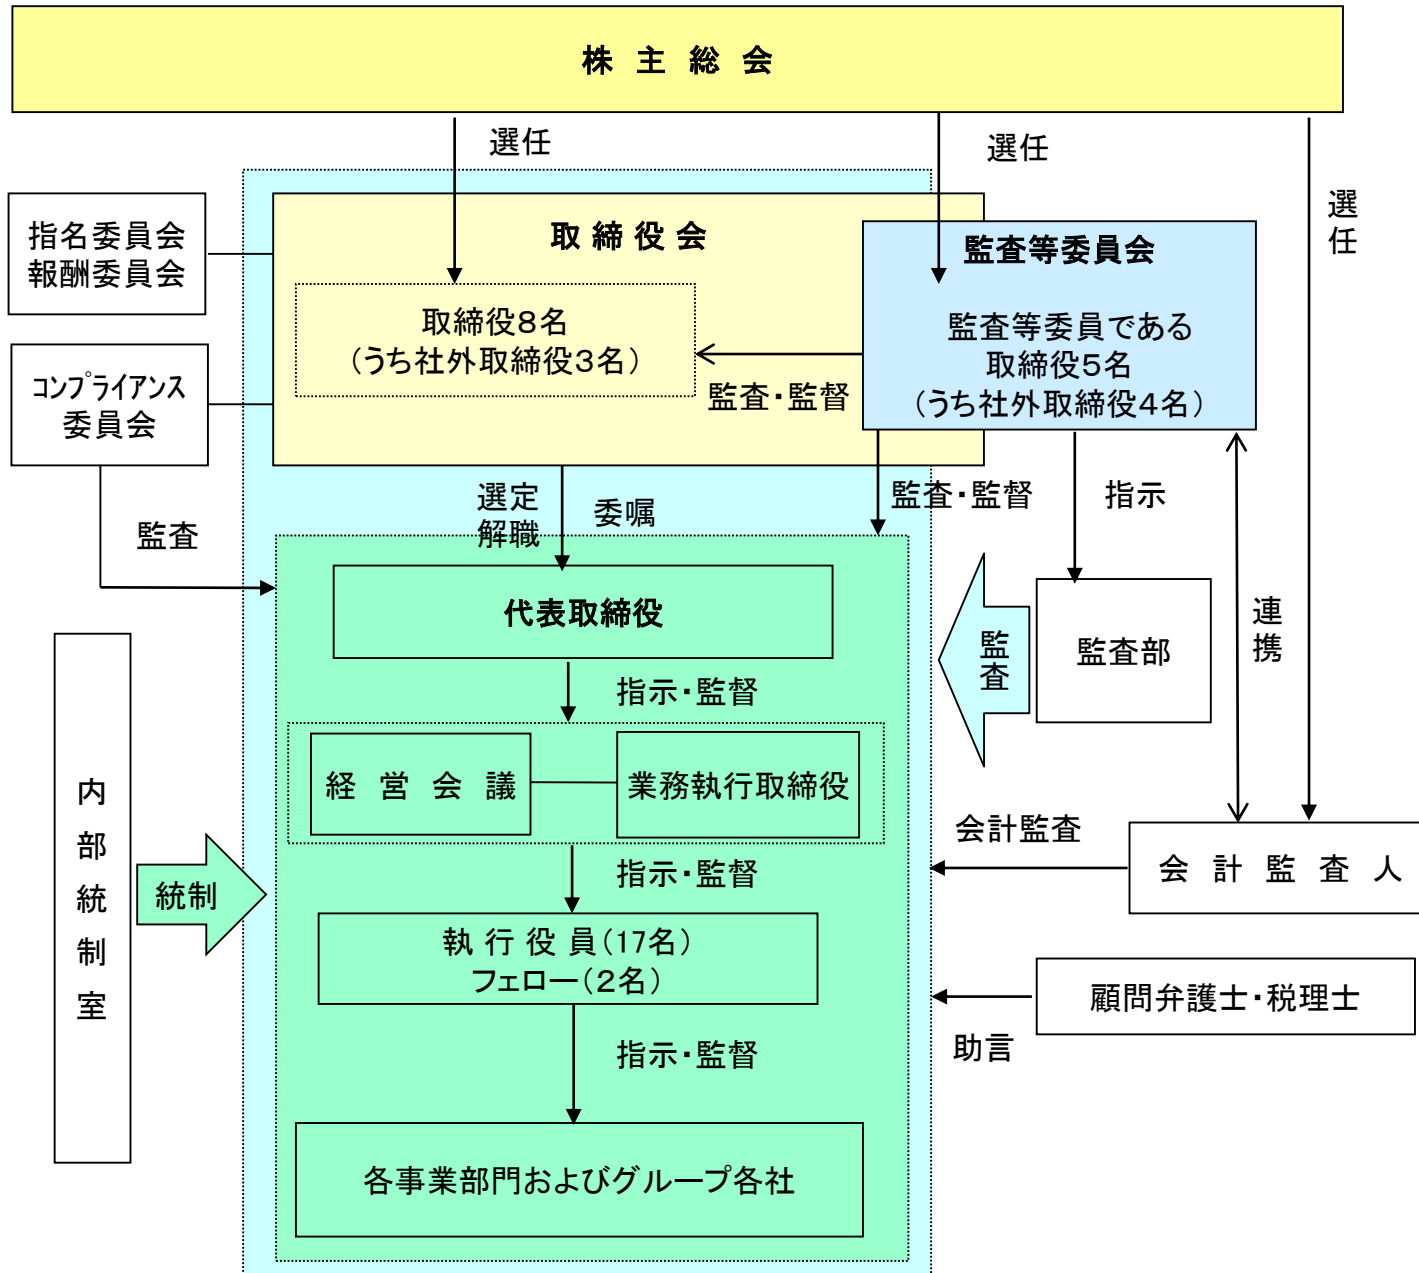 株 主 総 会
選任
選任
選
任
指名委員会
報酬委員会
取 締 役 会
監査等委員会
取締役8名
(うち社外取締役3名)
監査等委員である
取締役5名
(うち社外取締役4名)
監査・監督
コンプライアンス
委員会
監査
選定
解職
委嘱
監査・監督
指示
代表取締役
監
査
監査部
連
携
指示・監督
経 営 会 議
業務執行取締役
内
部
統
制
室
統制
指示・監督
会計監査
会 計 監 査 人
執 行 役 員(17名)
フェロー(2名)
顧問弁護士・税理士
助言
指示・監督
各事業部門およびグループ各社